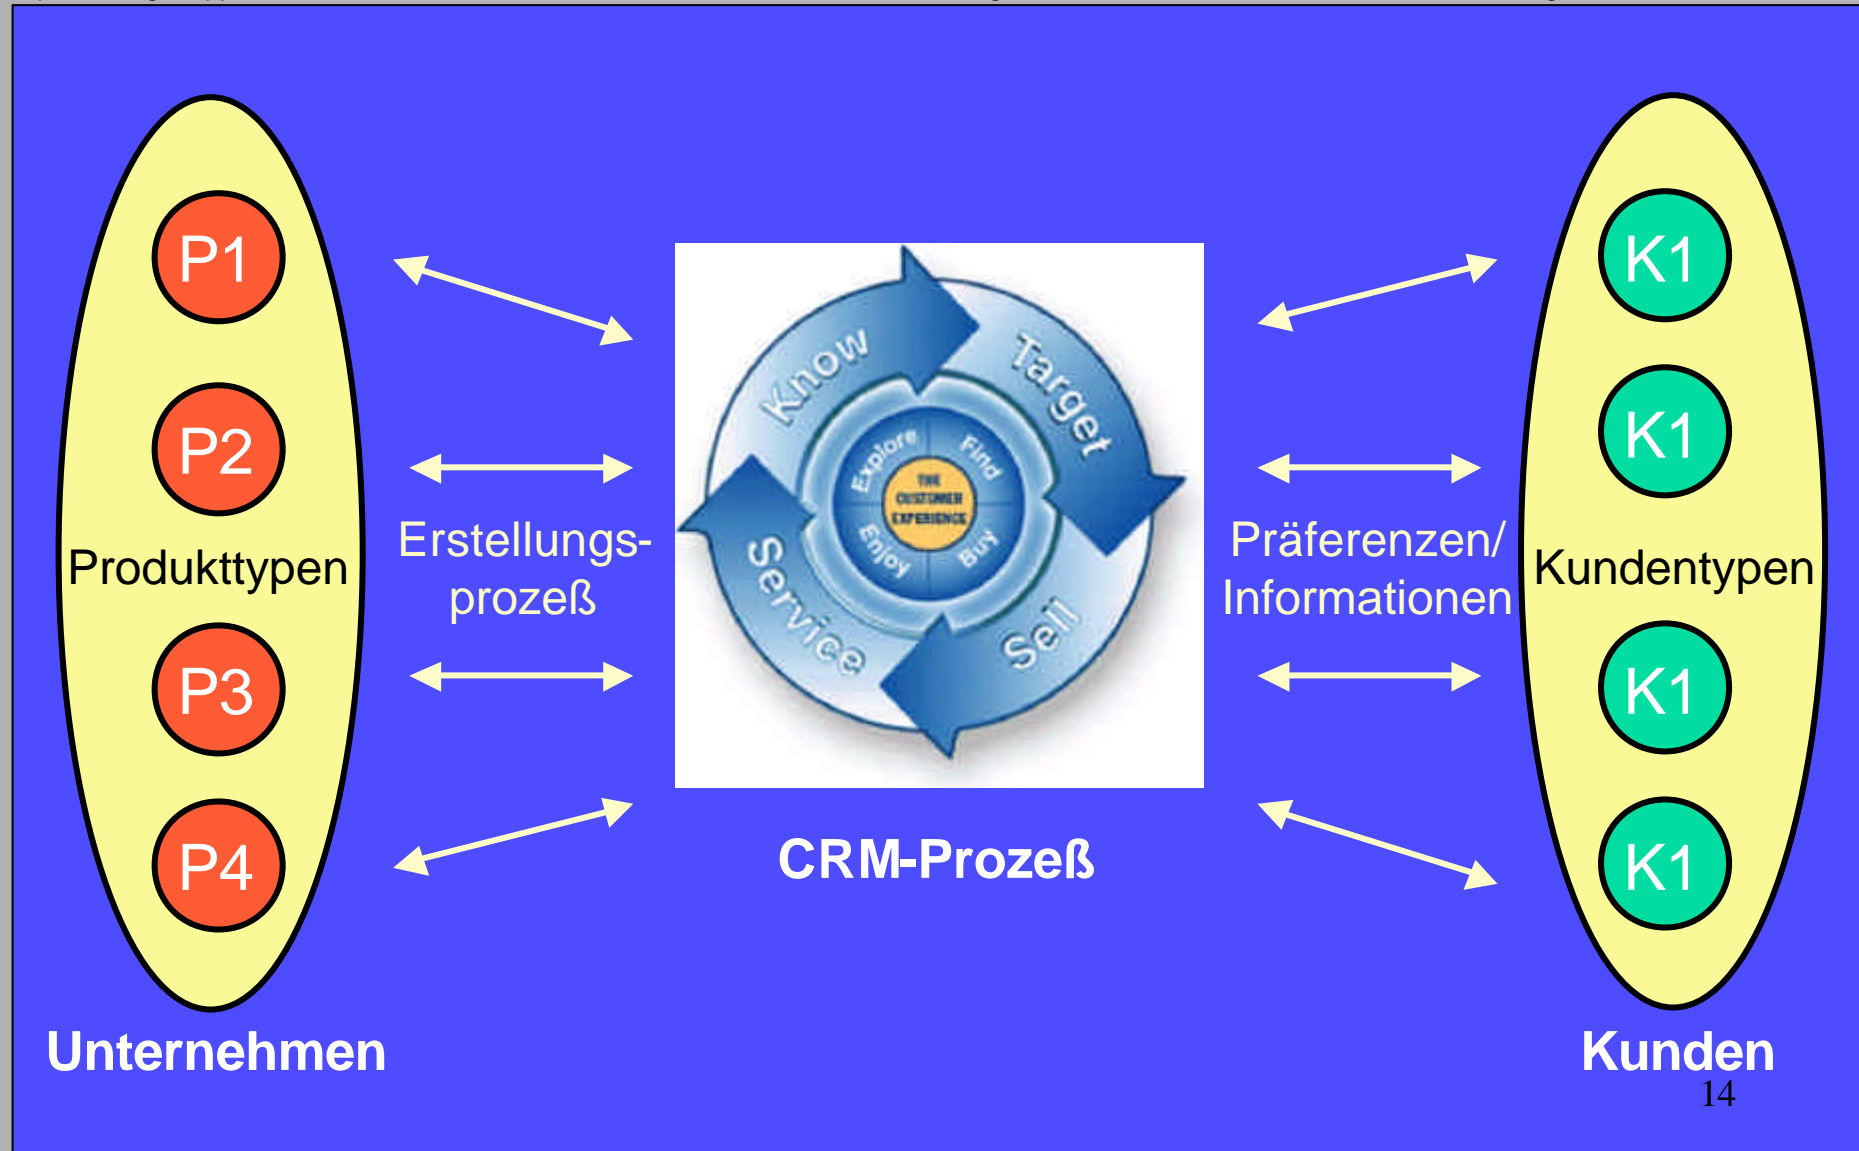 P1
P2
Produkttypen
P3
P4
Unternehmen
Erstellungs-
prozeß
Know
Target
Sell
Service
Explore
Find
Buy
Enjoy
THE
CUSTOMER
EXPERIENCE
CRM-Prozeß
Präferenzen/
Informationen
K1
K1
Kundentypen
K1
K1
Kunden
14